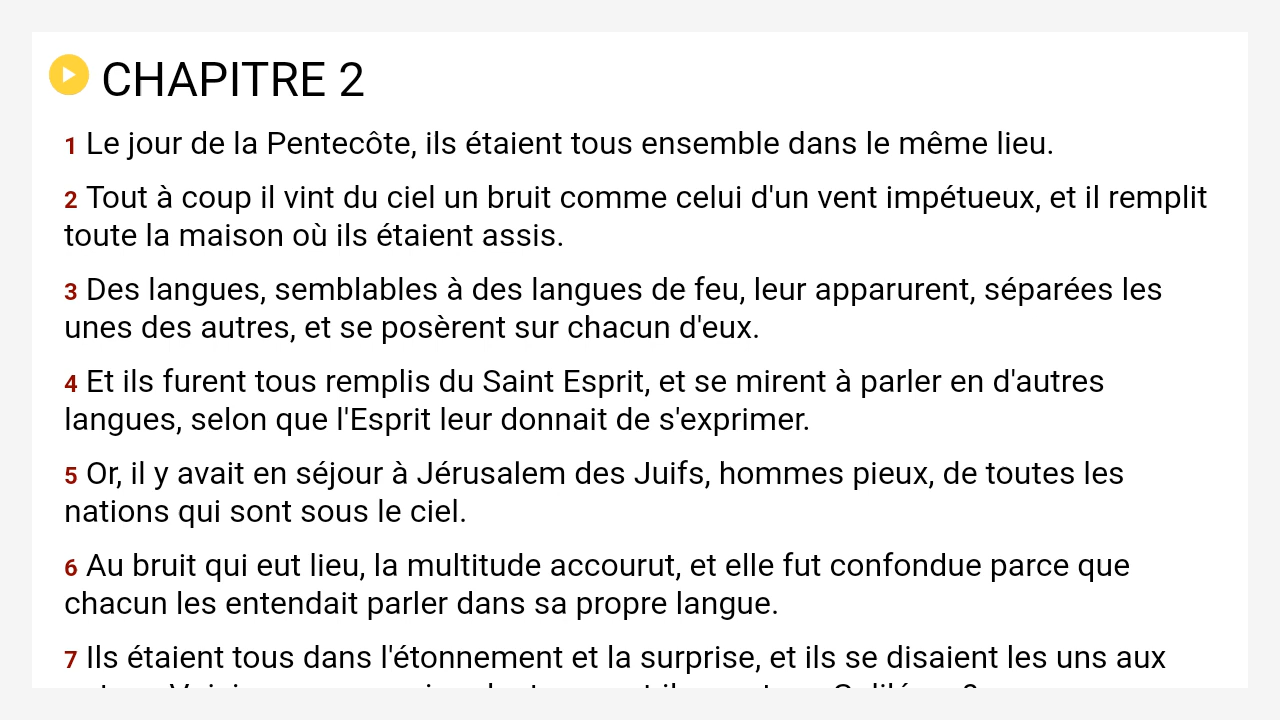 CHAPITRE 2
1 Le jour de la Pentecôte, ils étaient tous ensemble dans le même lieu.
2 Tout à coup il vint du ciel un bruit comme celui d'un vent impétueux, et il remplit
toute la maison où ils étaient assis.
3 Des langues, semblables à des langues de feu, leur apparurent, séparées les
unes des autres, et se posèrent sur chacun d'eux.
4 Et ils furent tous remplis du Saint Esprit, et se mirent à parler en d'autres
langues, selon que l'Esprit leur donnait de s'exprimer.
5 Or, il y avait en séjour à Jérusalem des Juifs, hommes pieux, de toutes les
nations qui sont sous le ciel.
6 Au bruit qui eut lieu, la multitude accourut, et elle fut confondue parce que
chacun les entendait parler dans sa propre langue.
7 Ils étaient tous dans l'étonnement et la surprise, et ils se disaient les uns aux